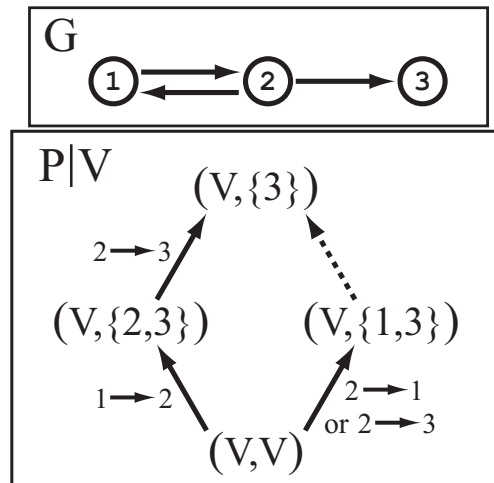 G
1 2 3
P|V
(V,{3})
2 → 3
(V,{2,3}) (V,{1,3})
1 → 2
2 → 1
or 2 → 3
(V,V)